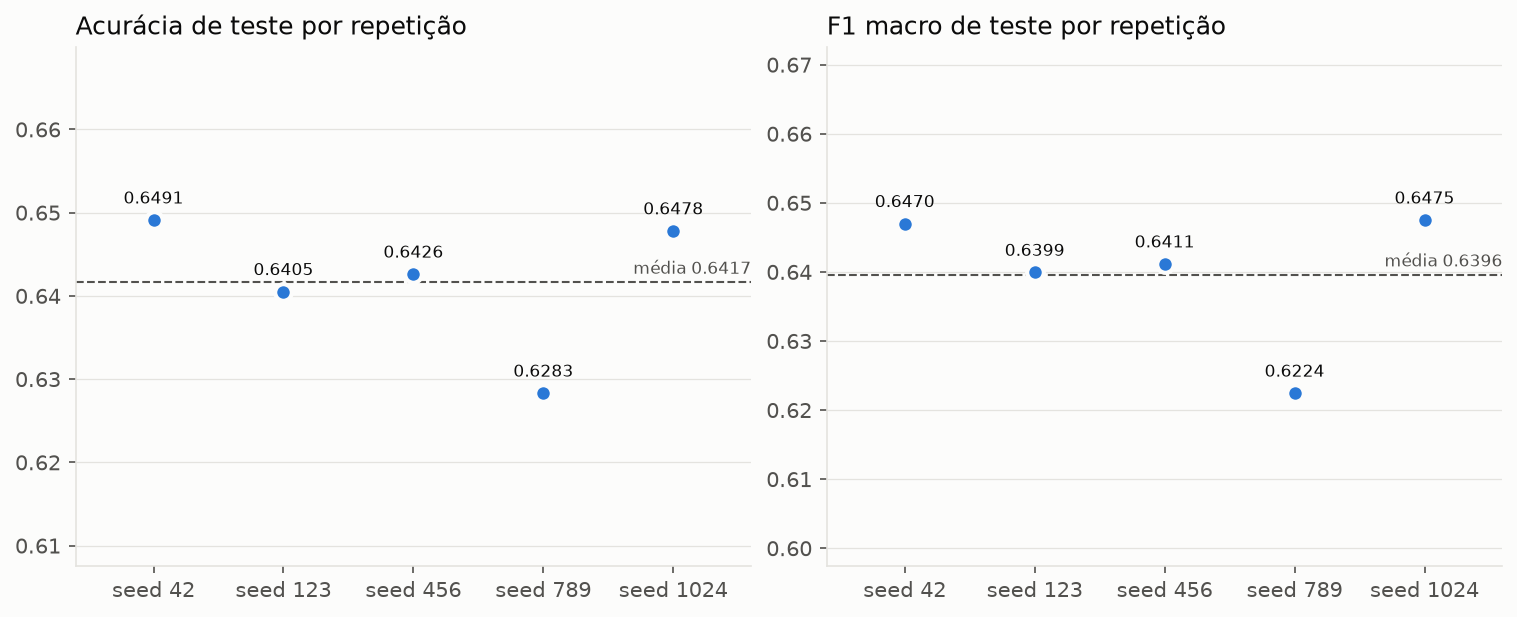 Acurácia de teste por repetição
0.66
0.65
0.64
0.63
0.62
0.61
0.6491
0.6405
0.6426
0.6283
0.6478
média 0.6417
seed 42
seed 123
seed 456
seed 789
seed 1024
F1 macro de teste por repetição
0.67
0.66
0.65
0.64
0.63
0.62
0.61
0.60
0.6470
0.6399
0.6411
0.6224
0.6475
média 0.6396
seed 42
seed 123
seed 456
seed 789
seed 1024